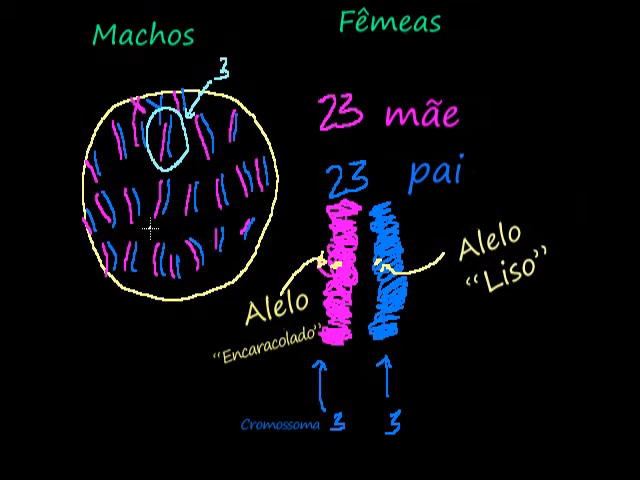 Machos
Fêmeas
3
23 mãe
23 pai
Alelo
"Liso"
Alelo
"Encaracolado"
Cromossoma 3 3